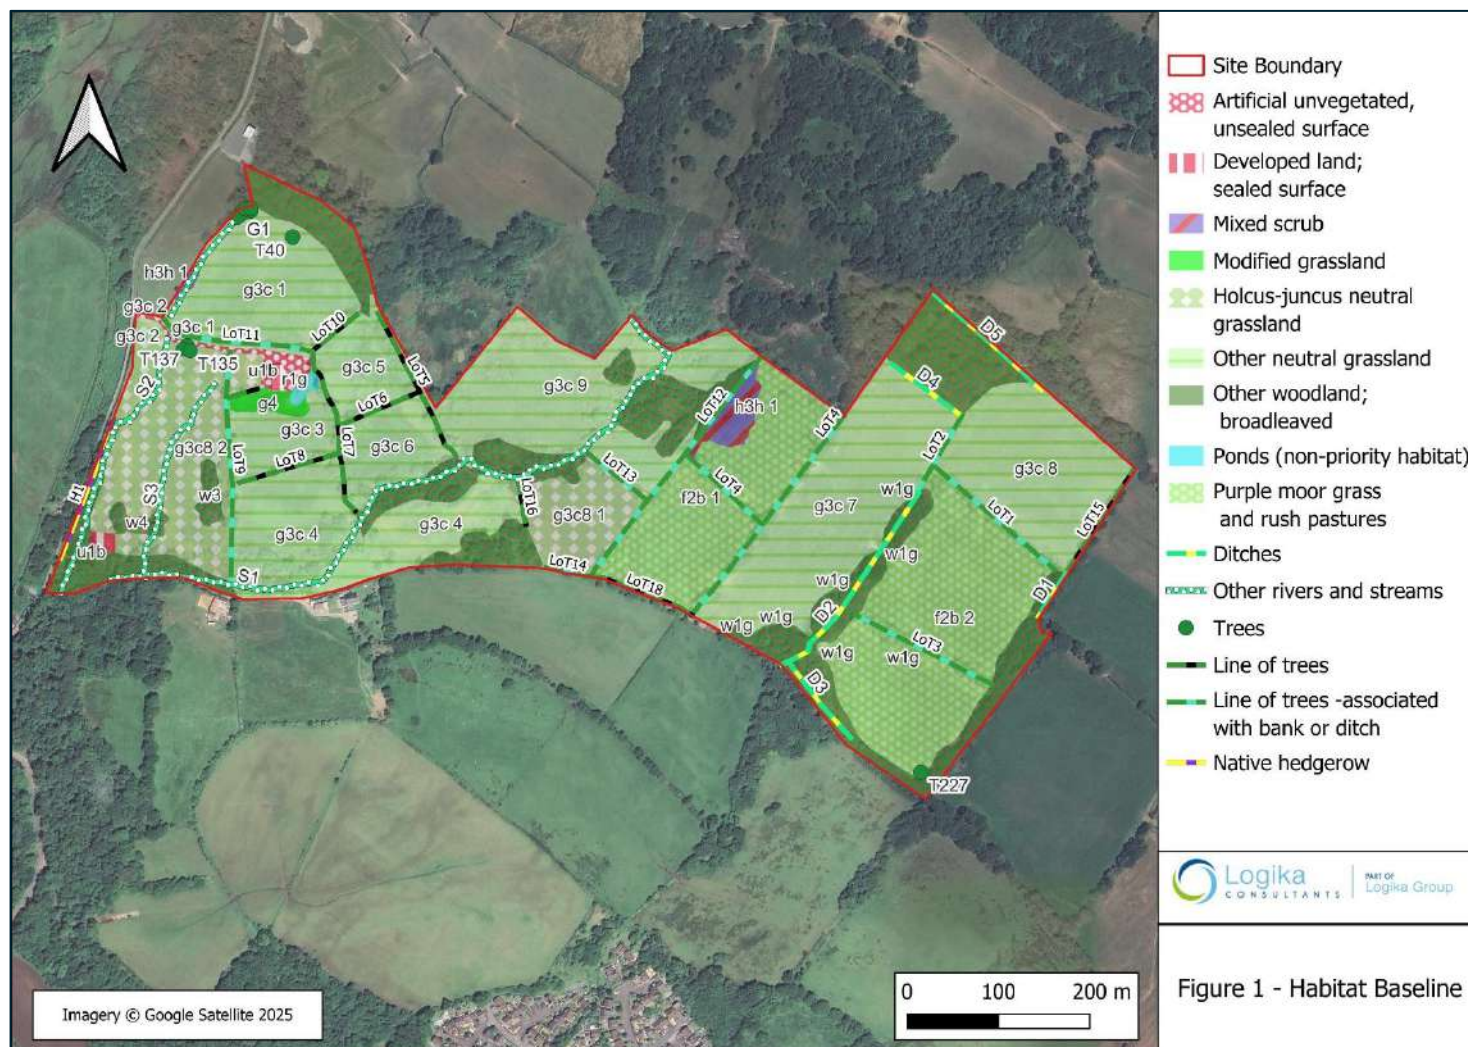 G1
T40
h3h 1
g3c 1
g3c 2
g3c 1
g3c 2
LoT11
LoT10
T137
T135
u1b
r1g
g3c 5
LoT5
g4
LoT6
S2
g3c 3
g3c8 2
LoT9
LoT8
LoT7
g3c 6
H1
S3
w3
w4
u1b
g3c 4
S1
g3c 9
g3c 4
LoT16
LoT13
g3c8 1
LoT14
LoT12
h3h 1
LoT4
LoT4
f2b 1
LoT18
g3c 7
D5
D4
LoT2
g3c 8
w1g
LoT1
LoT15
w1g
D1
w1g
D2
w1g
w1g
w1g
f2b 2
LoT3
w1g
D3
T227
Imagery © Google Satellite 2025
0 100 200 m
Site Boundary
Artificial unvegetated,
unsealed surface
Developed land;
sealed surface
Mixed scrub
Modified grassland
Holcus-juncus neutral
grassland
Other neutral grassland
Other woodland;
broadleaved
Ponds (non-priority habitat)
Purple moor grass
and rush pastures
Ditches
Other rivers and streams
Trees
Line of trees
Line of trees -associated
with bank or ditch
Native hedgerow
Logika
CONSULTANTS
PART OF
Logika Group
Figure 1 - Habitat Baseline